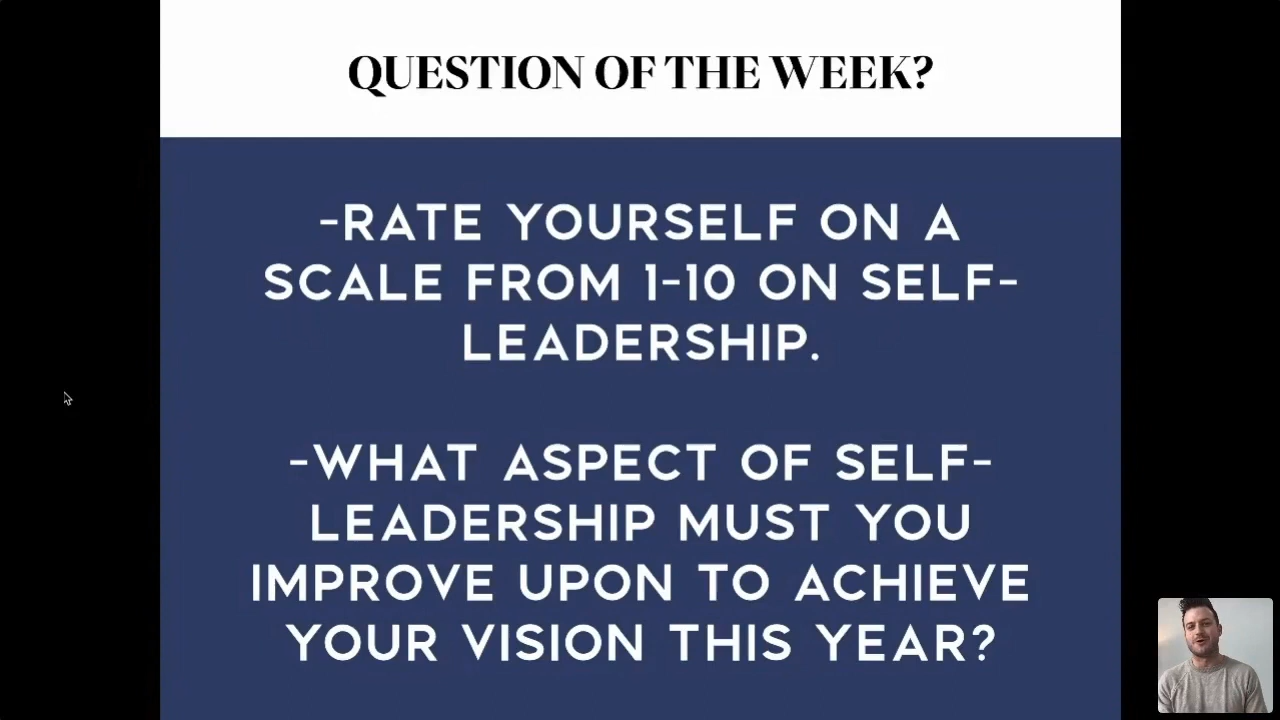 QUESTION OF THE WEEK?
-RATE YOURSELF ON A
SCALE FROM 1-10 ON SELF-
LEADERSHIP.
-WHAT ASPECT OF SELF-
LEADERSHIP MUST YOU
IMPROVE UPON TO ACHIEVE
YOUR VISION THIS YEAR?